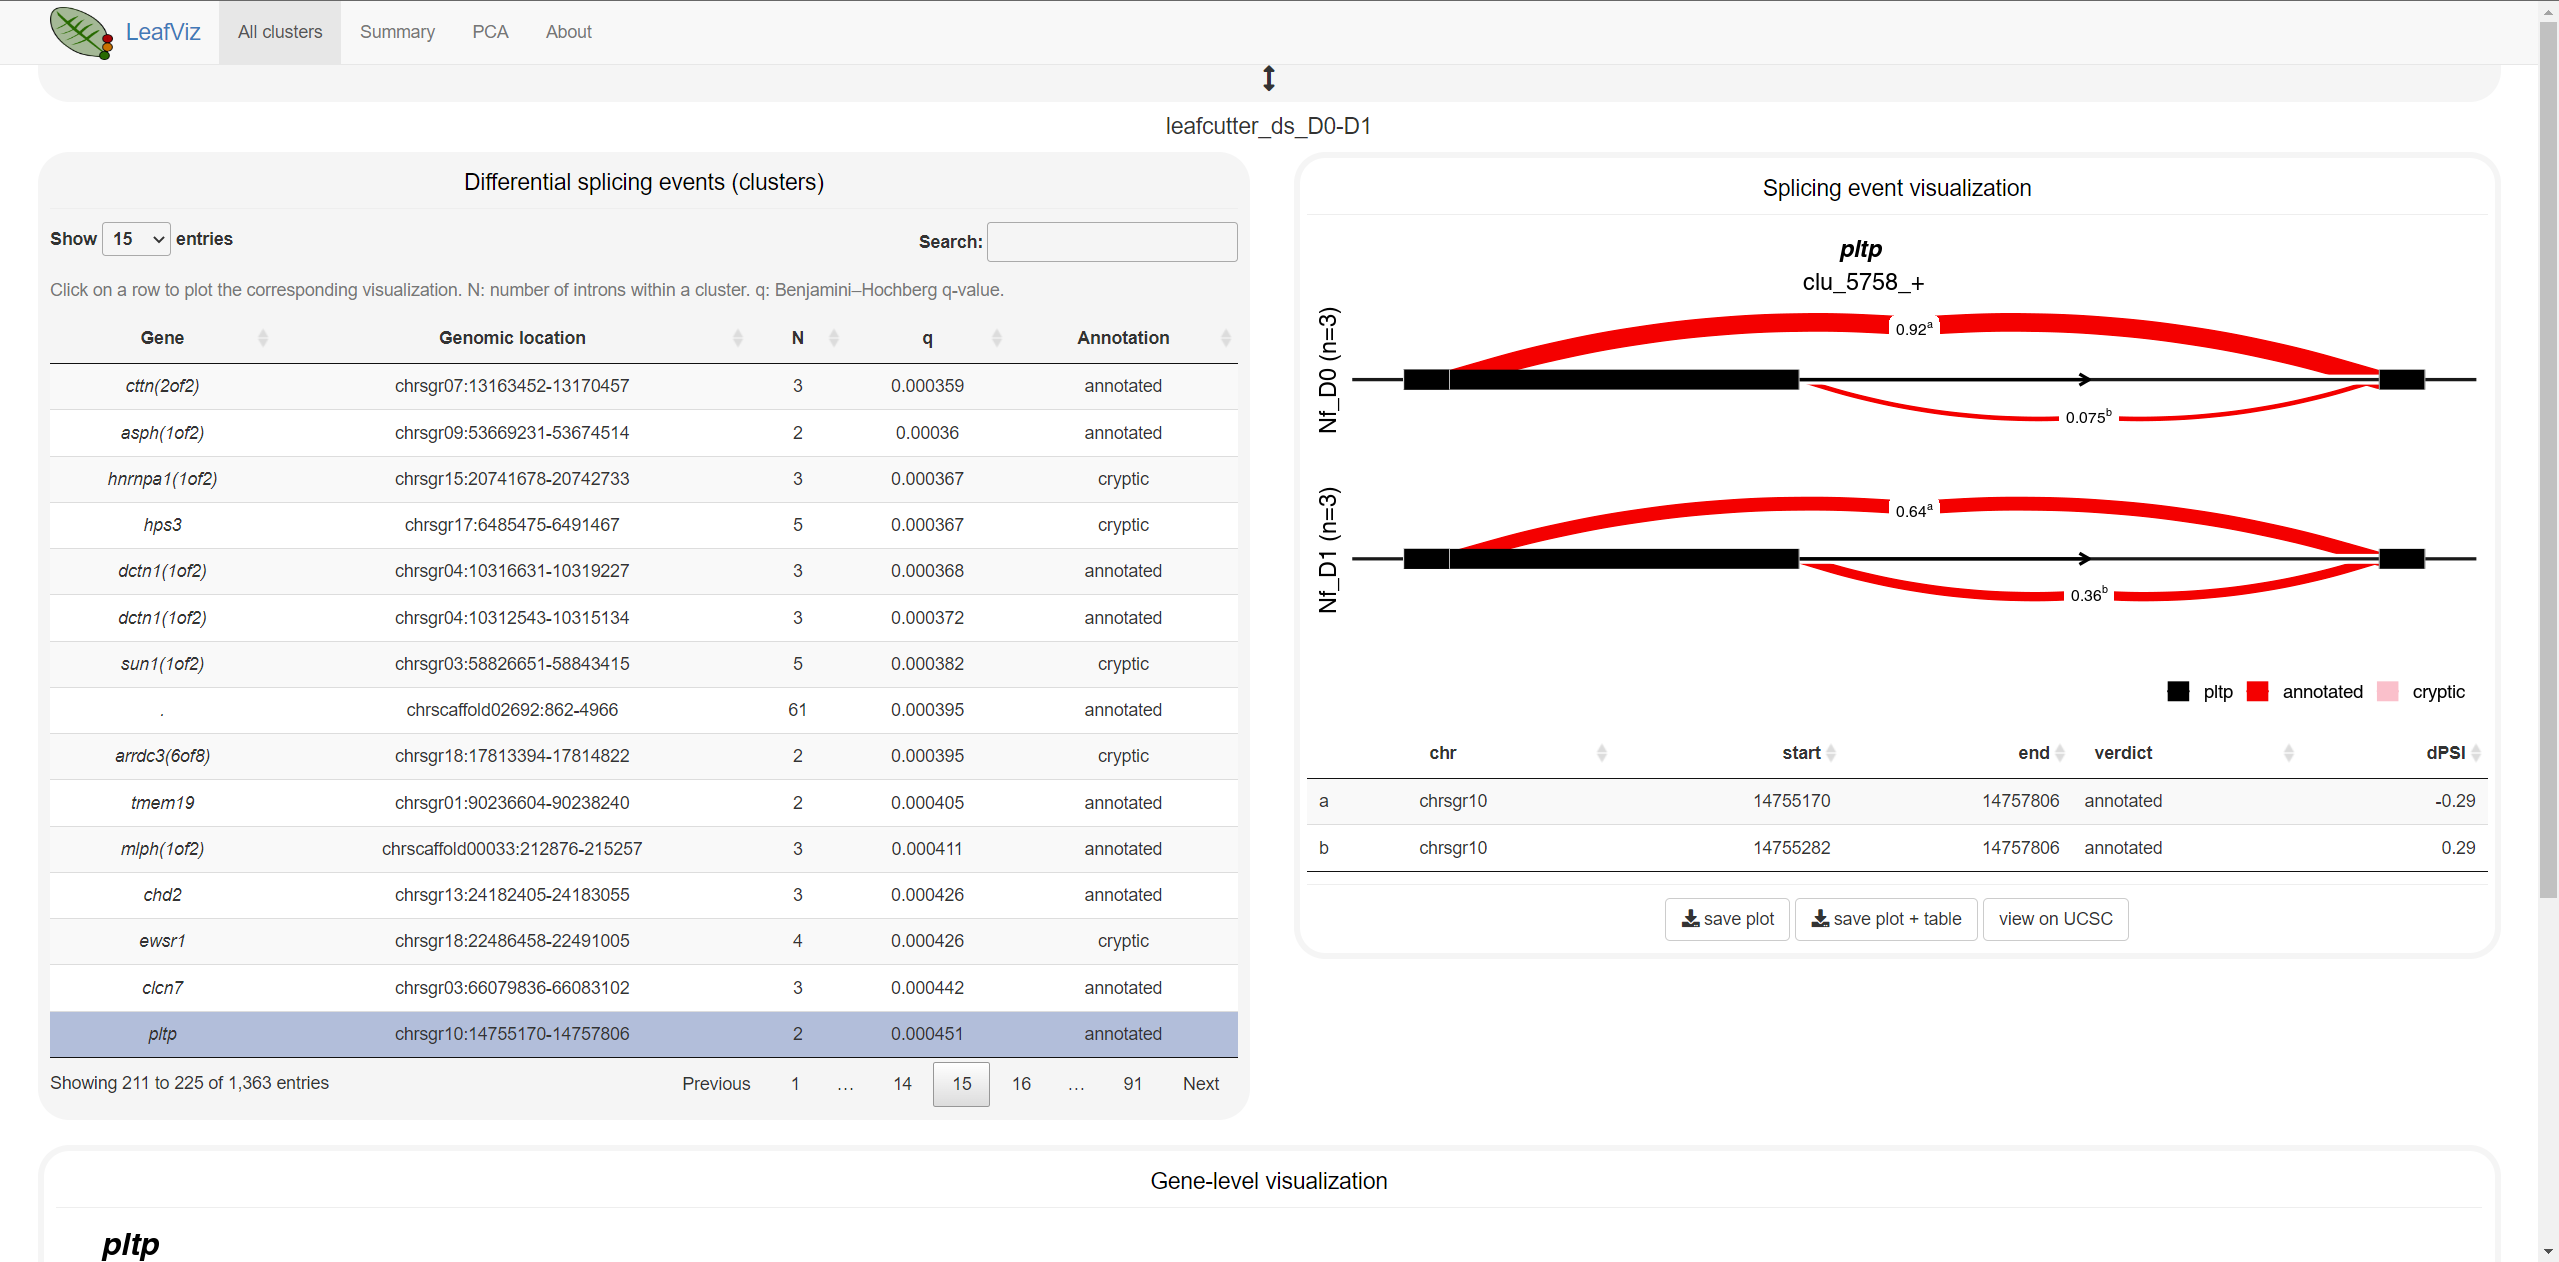 LeafViz All clusters Summary PCA About
leafcutter_ds_D0-D1
Differential splicing events (clusters)
Show 15 entries Search:
Click on a row to plot the corresponding visualization. N: number of introns within a cluster. q: Benjamini–Hochberg q-value.
Gene Genomic location N q Annotation
cttn(2of2) chrsgr07:13163452-13170457 3 0.000359 annotated
asph(1of2) chrsgr09:53669231-53674514 2 0.00036 annotated
hnrnpa1(1of2) chrsgr15:20741678-20742733 3 0.000367 cryptic
hps3 chrsgr17:6485475-6491467 5 0.000367 cryptic
dctn1(1of2) chrsgr04:10316631-10319227 3 0.000368 annotated
dctn1(1of2) chrsgr04:10312543-10315134 3 0.000372 annotated
sun1(1of2) chrsgr03:58826651-58843415 5 0.000382 cryptic
. chrscaffold02692:862-4966 61 0.000395 annotated
arrdc3(6of8) chrsgr18:17813394-17814822 2 0.000395 cryptic
tmem19 chrsgr01:90236604-90238240 2 0.000405 annotated
mlph(1of2) chrscaffold00033:212876-215257 3 0.000411 annotated
chd2 chrsgr13:24182405-24183055 3 0.000426 annotated
ewsr1 chrsgr18:22486458-22491005 4 0.000426 cryptic
clcn7 chrsgr03:66079836-66083102 3 0.000442 annotated
pltp chrsgr10:14755170-14757806 2 0.000451 annotated
Showing 211 to 225 of 1,363 entries Previous 1 … 14 15 16 … 91 Next
Splicing event visualization
pltp
clu_5758_+
Nf_D0 (n=3)
0.92a
0.075b
Nf_D1 (n=3)
0.64a
0.36b
pltp annotated cryptic
chr start end verdict dPSI
a chrsgr10 14755170 14757806 annotated -0.29
b chrsgr10 14755282 14757806 annotated 0.29
save plot save plot + table view on UCSC
Gene-level visualization
pltp